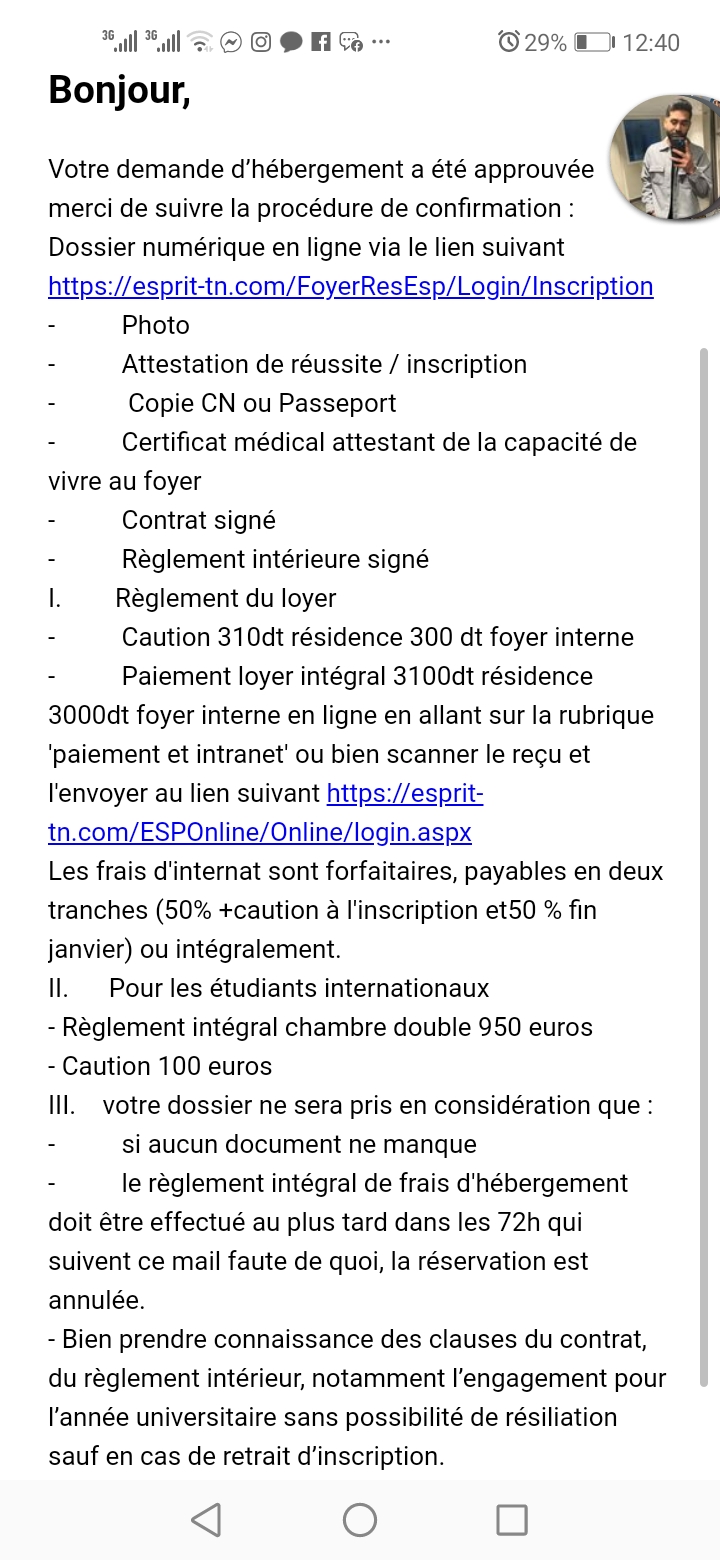 3G 3G 29% 12:40
Bonjour,
Votre demande d’hébergement a été approuvée
merci de suivre la procédure de confirmation :
Dossier numérique en ligne via le lien suivant
https://esprit-tn.com/FoyerResEsp/Login/Inscription
- Photo
- Attestation de réussite / inscription
- Copie CN ou Passeport
- Certificat médical attestant de la capacité de
vivre au foyer
- Contrat signé
- Règlement intérieure signé
I. Règlement du loyer
- Caution 310dt résidence 300 dt foyer interne
- Paiement loyer intégral 3100dt résidence
3000dt foyer interne en ligne en allant sur la rubrique
'paiement et intranet' ou bien scanner le reçu et
l'envoyer au lien suivant https://esprit-
tn.com/ESPOnline/Online/login.aspx
Les frais d'internat sont forfaitaires, payables en deux
tranches (50% +caution à l'inscription et50 % fin
janvier) ou intégralement.
II. Pour les étudiants internationaux
- Règlement intégral chambre double 950 euros
- Caution 100 euros
III. votre dossier ne sera pris en considération que :
- si aucun document ne manque
- le règlement intégral de frais d'hébergement
doit être effectué au plus tard dans les 72h qui
suivent ce mail faute de quoi, la réservation est
annulée.
- Bien prendre connaissance des clauses du contrat,
du règlement intérieur, notamment l’engagement pour
l’année universitaire sans possibilité de résiliation
sauf en cas de retrait d’inscription.